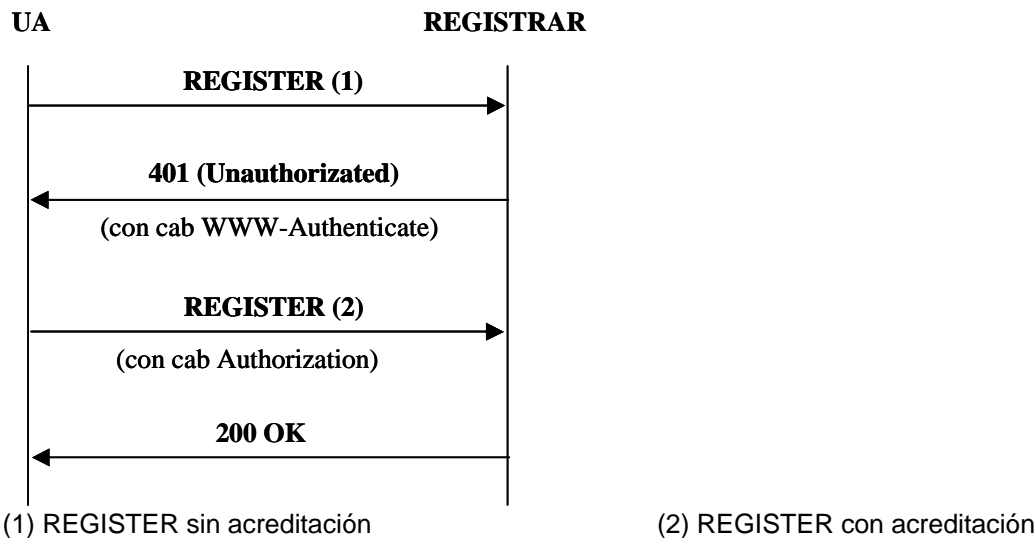 UA REGISTRAR
REGISTER (1)
401 (Unauthorizated)
(con cab WWW-Authenticate)
REGISTER (2)
(con cab Authorization)
200 OK
(1) REGISTER sin acreditación (2) REGISTER con acreditación